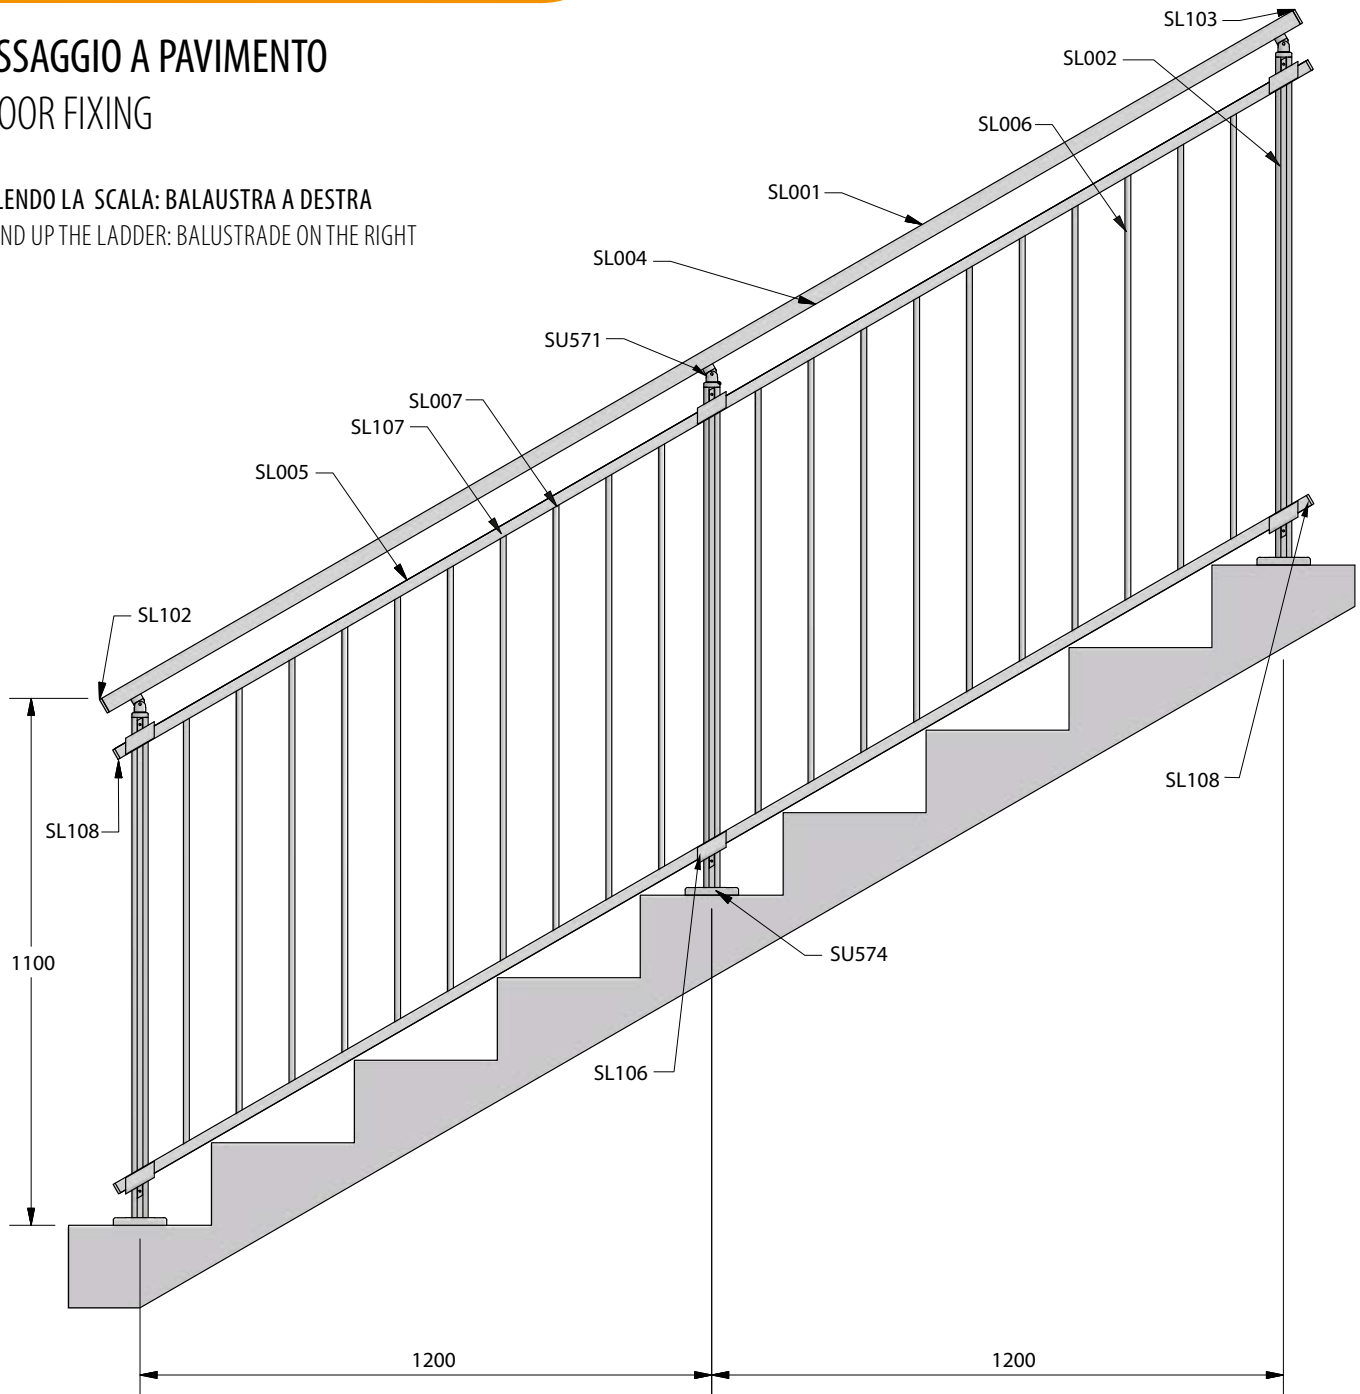 SSAGGIO A PAVIMENTO
OOR FIXING
LENDO LA SCALA: BALAUSTRA A DESTRA
ND UP THE LADDER: BALUSTRADE ON THE RIGHT
SL103
SL002
SL006
SL001
SL004
SU571
SL007
SL107
SL005
SL102
SL108
SL108
1100
SU574
SL106
1200
1200